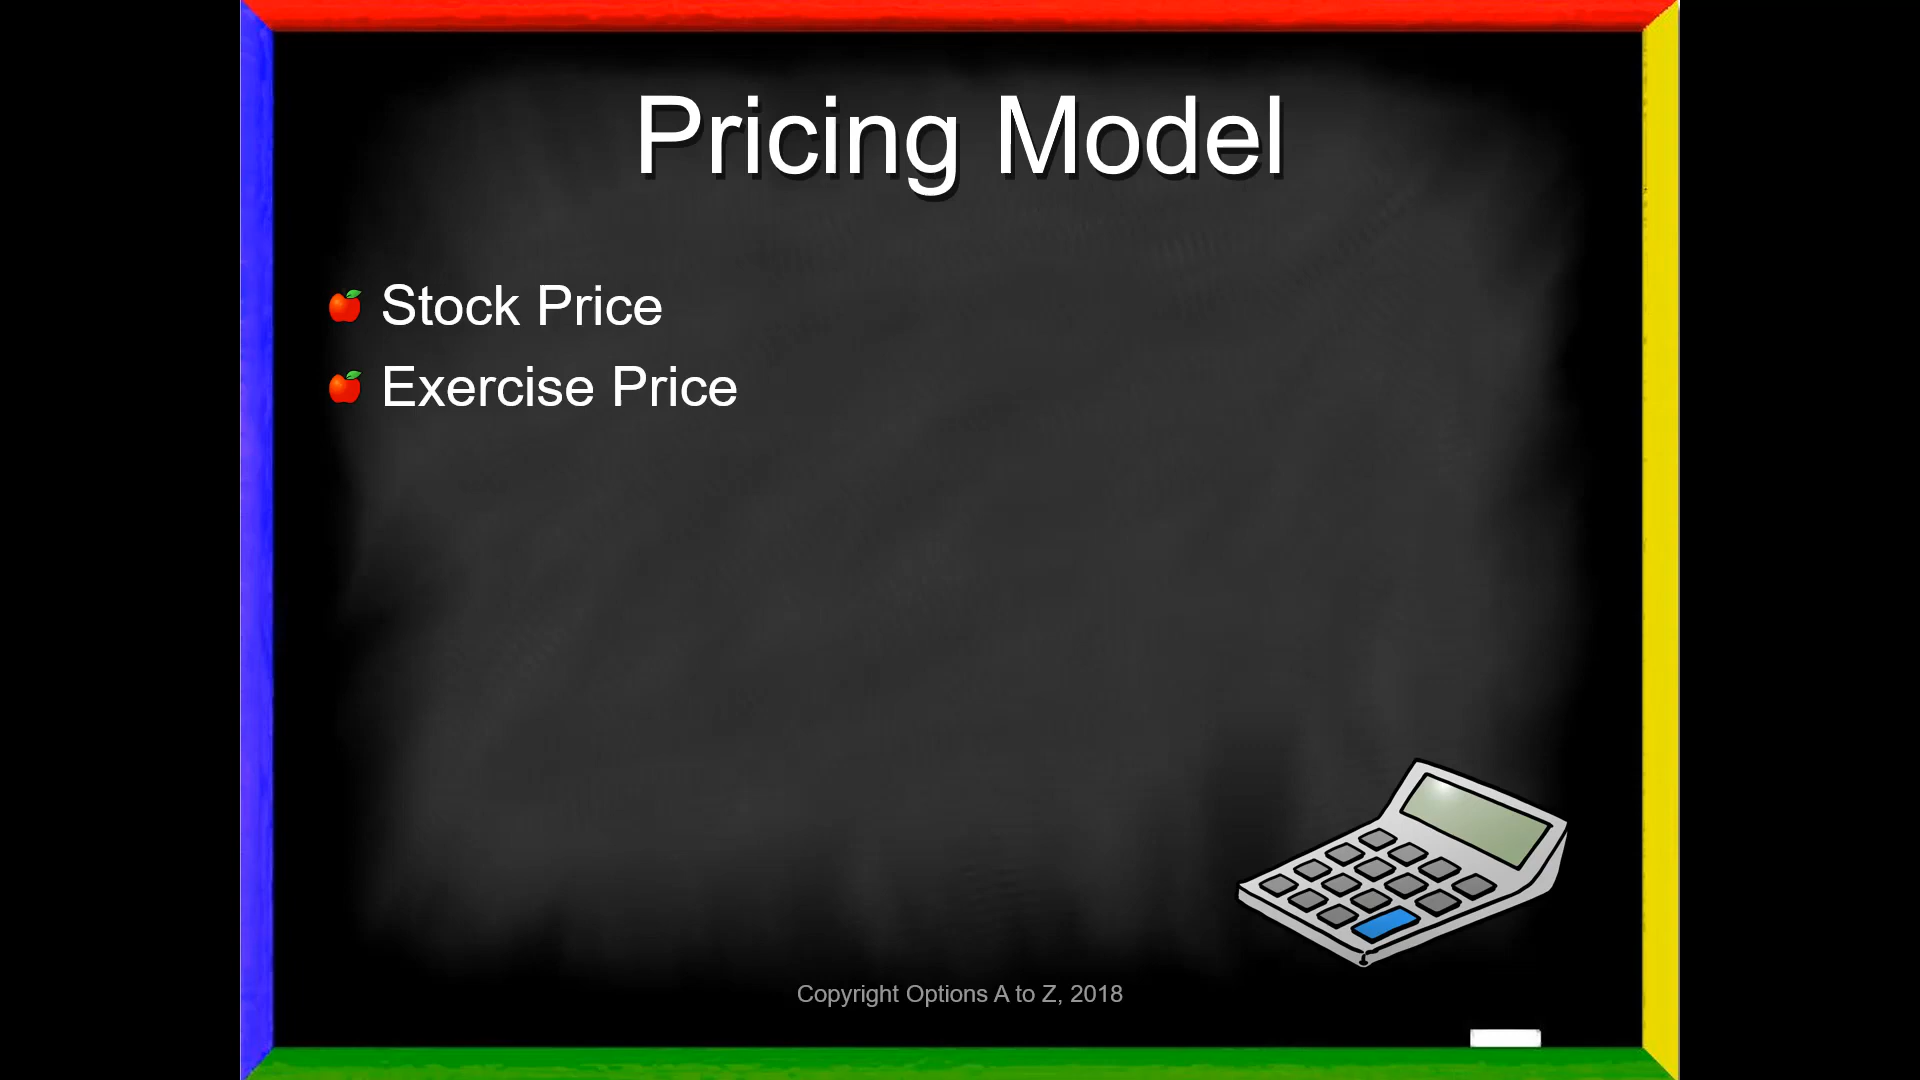 Pricing Model
Stock Price
Exercise Price
Copyright Options A to Z, 2018